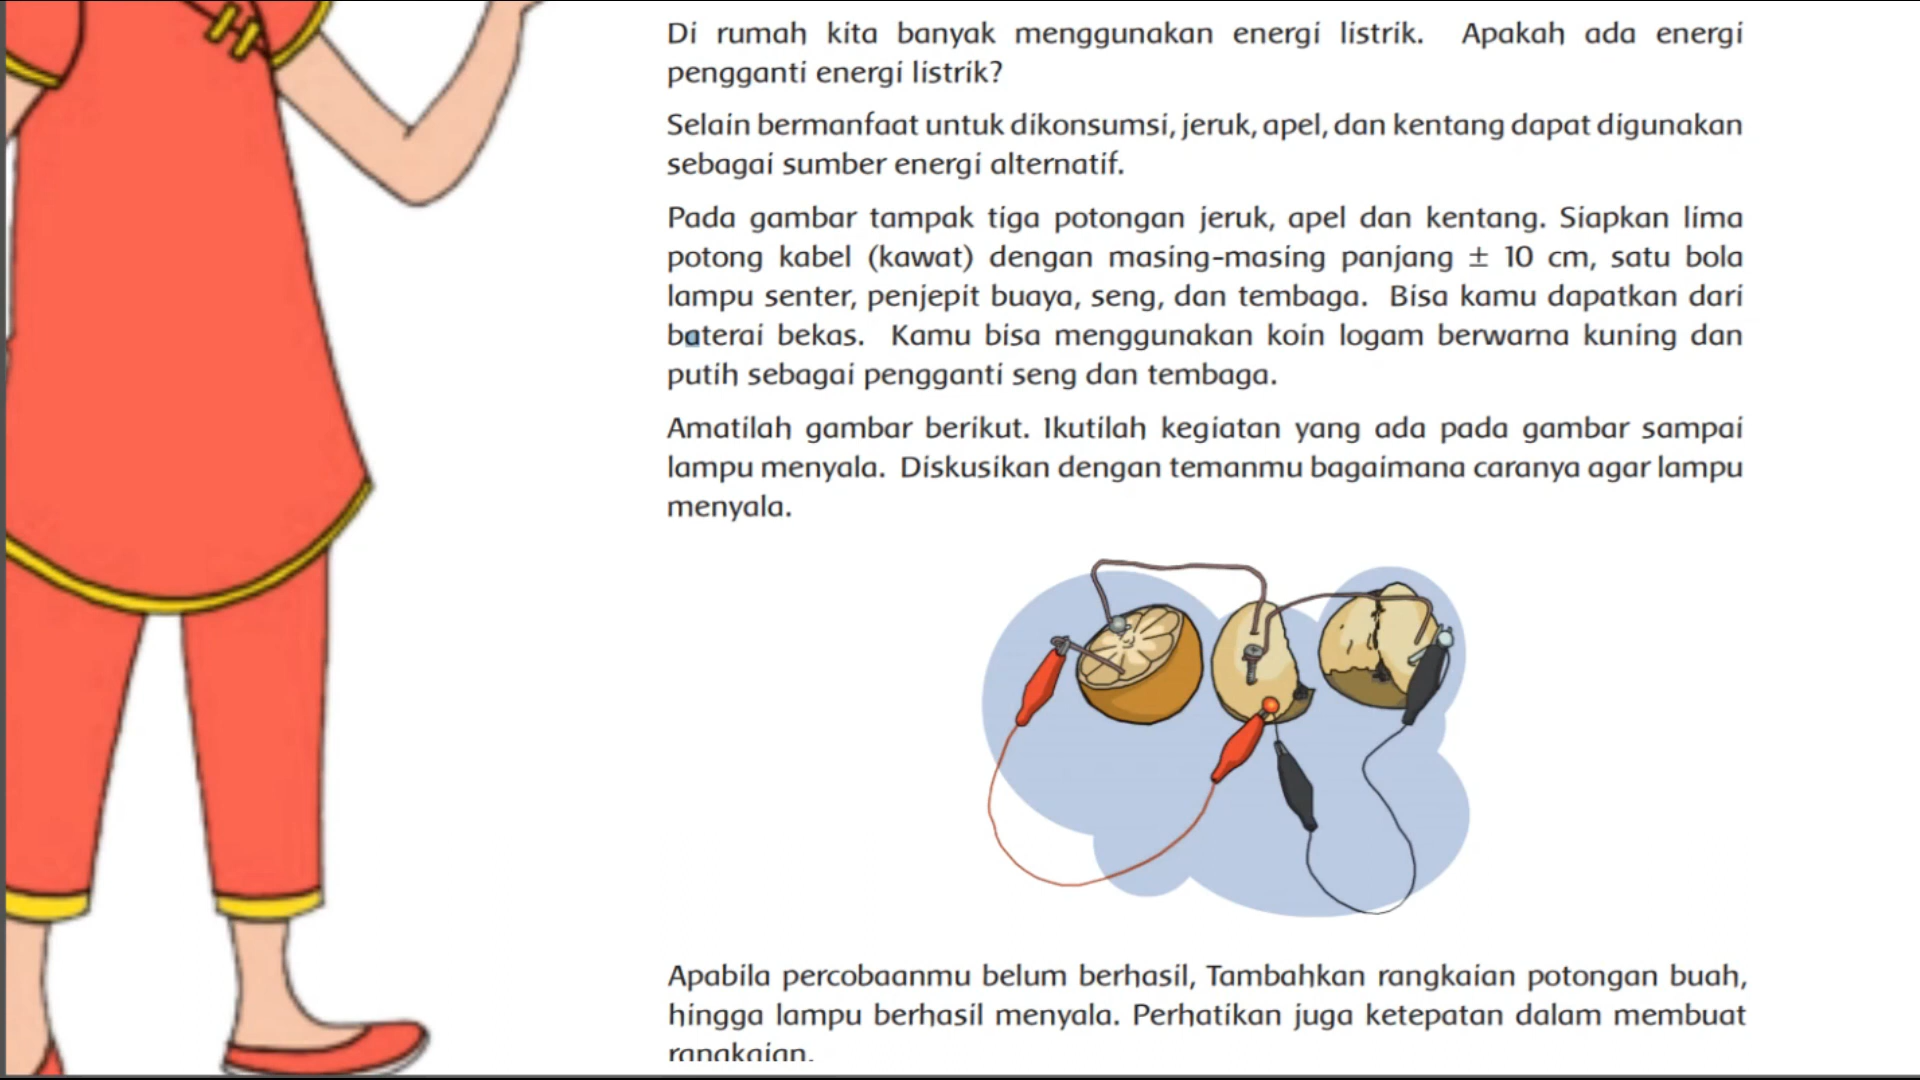 Di rumah kita banyak menggunakan energi listrik. Apakah ada energi
pengganti energi listrik?
Selain bermanfaat untuk dikonsumsi, jeruk, apel, dan kentang dapat digunakan
sebagai sumber energi alternatif.
Pada gambar tampak tiga potongan jeruk, apel dan kentang. Siapkan lima
potong kabel (kawat) dengan masing-masing panjang ± 10 cm, satu bola
lampu senter, penjepit buaya, seng, dan tembaga. Bisa kamu dapatkan dari
baterai bekas. Kamu bisa menggunakan koin logam berwarna kuning dan
putih sebagai pengganti seng dan tembaga.
Amatilah gambar berikut. Ikutilah kegiatan yang ada pada gambar sampai
lampu menyala. Diskusikan dengan temanmu bagaimana caranya agar lampu
menyala.
Apabila percobaanmu belum berhasil, Tambahkan rangkaian potongan buah,
hingga lampu berhasil menyala. Perhatikan juga ketepatan dalam membuat
rangkaian.